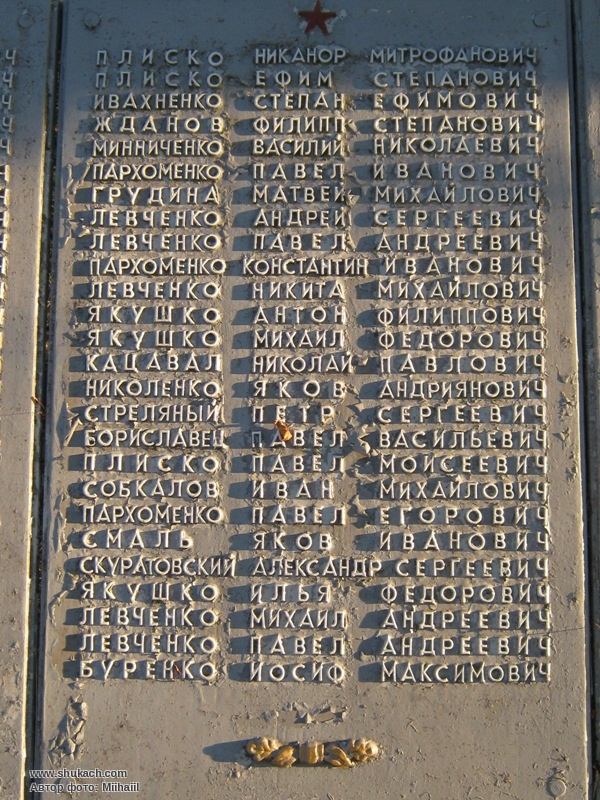 ПЛИСКО НИКАНОР МИТРОФАНОВИЧ
ПЛИСКО ЕФИМ СТЕПАНОВИЧ
ИВАХНЕНКО СТЕПАН ЕФИМОВИЧ
ЖДАНОВ ФИЛИПП СТЕПАНОВИЧ
МИННИЧЕНКО ВАСИЛИЙ НИКОЛАЕВИЧ
ПАРХОМЕНКО ПАВЕЛ ИВАНОВИЧ
ГРУДИНА МАТВЕЙ МИХАЙЛОВИЧ
ЛЕВЧЕНКО АНДРЕЙ СЕРГЕЕВИЧ
ЛЕВЧЕНКО ПАВЕЛ АНДРЕЕВИЧ
ПАРХОМЕНКО КОНСТАНТИН ИВАНОВИЧ
ЛЕВЧЕНКО НИКИТА МИХАЙЛОВИЧ
ЯКУШКО АНТОН ФИЛИППОВИЧ
ЯКУШКО МИХАИЛ ФЕДОРОВИЧ
КАЦАВАЛ НИКОЛАЙ ПАВЛОВИЧ
НИКОЛЕНКО ЯКОВ АНДРИЯНОВИЧ
СТРЕЛЯНЫЙ ПЕТР СЕРГЕЕВИЧ
БОРИСЛАВЕЦ ПАВЕЛ ВАСИЛЬЕВИЧ
ПЛИСКО ПАВЕЛ МОИСЕЕВИЧ
СОБКАЛОВ ИВАН МИХАЙЛОВИЧ
ПАРХОМЕНКО ПАВЕЛ ЕГОРОВИЧ
СМАЛЬ ЯКОВ ИВАНОВИЧ
СКУРАТОВСКИЙ АЛЕКСАНДР СЕРГЕЕВИЧ
ЯКУШКО ИЛЬЯ ФЕДОРОВИЧ
ЛЕВЧЕНКО МИХАИЛ АНДРЕЕВИЧ
ЛЕВЧЕНКО ПАВЕЛ АНДРЕЕВИЧ
БУРЕНКО ИОСИФ МАКСИМОВИЧ
www.shukach.com
Автор фото: Miihaiil